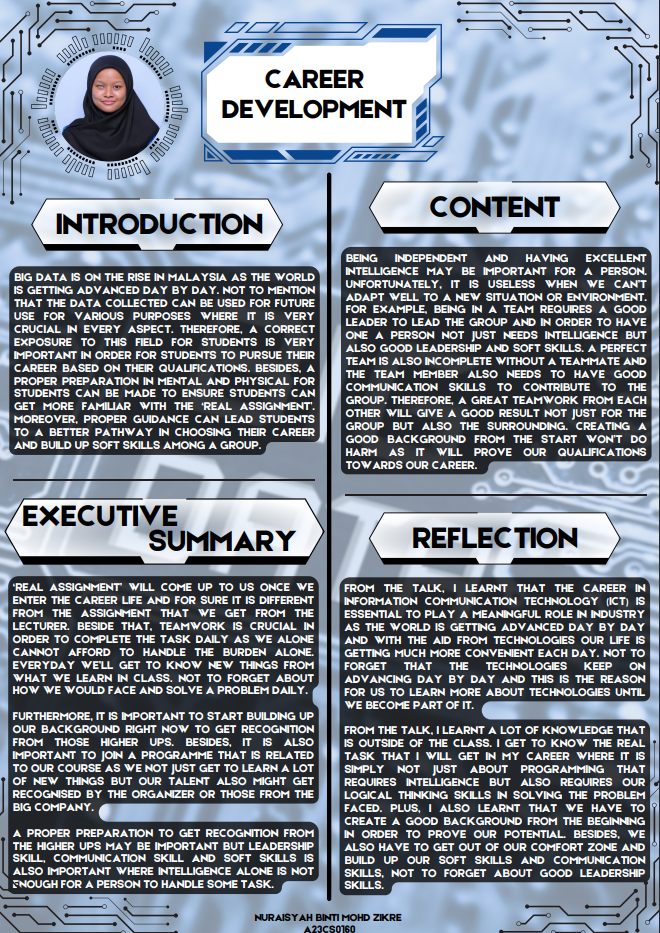 CAREER
DEVELOPMENT
INTRODUCTION
BIG DATA IS ON THE RISE IN MALAYSIA AS THE WORLD
IS GETTING ADVANCED DAY BY DAY. NOT TO MENTION
THAT THE DATA COLLECTED CAN BE USED FOR FUTURE
USE FOR VARIOUS PURPOSES WHERE IT IS VERY
CRUCIAL IN EVERY ASPECT. THEREFORE, A CORRECT
EXPOSURE TO THIS FIELD FOR STUDENTS IS VERY
IMPORTANT IN ORDER FOR STUDENTS TO PURSUE THEIR
CAREER BASED ON THEIR QUALIFICATIONS. BESIDES, A
PROPER PREPARATION IN MENTAL AND PHYSICAL FOR
STUDENTS CAN BE MADE TO ENSURE STUDENTS CAN
GET MORE FAMILIAR WITH THE 'REAL ASSIGNMENT'.
MOREOVER, PROPER GUIDANCE CAN LEAD STUDENTS
TO A BETTER PATHWAY IN CHOOSING THEIR CAREER
AND BUILD UP SOFT SKILLS AMONG A GROUP.
EXECUTIVE
SUMMARY
'REAL ASSIGNMENT' WILL COME UP TO US ONCE WE
ENTER THE CAREER LIFE AND FOR SURE IT IS DIFFERENT
FROM THE ASSIGNMENT THAT WE GET FROM THE
LECTURER. BESIDE THAT, TEAMWORK IS CRUCIAL IN
ORDER TO COMPLETE THE TASK DAILY AS WE ALONE
CANNOT AFFORD TO HANDLE THE BURDEN ALONE.
EVERYDAY WE'LL GET TO KNOW NEW THINGS FROM
WHAT WE LEARN IN CLASS. NOT TO FORGET ABOUT
HOW WE WOULD FACE AND SOLVE A PROBLEM DAILY.
FURTHERMORE, IT IS IMPORTANT TO START BUILDING UP
OUR BACKGROUND RIGHT NOW TO GET RECOGNITION
FROM THOSE HIGHER UPS. BESIDES, IT IS ALSO
IMPORTANT TO JOIN A PROGRAMME THAT IS RELATED
TO OUR COURSE AS WE NOT JUST GET TO LEARN A LOT
OF NEW THINGS BUT OUR TALENT ALSO MIGHT GET
RECOGNISED BY THE ORGANIZER OR THOSE FROM THE
BIG COMPANY.
A PROPER PREPARATION TO GET RECOGNITION FROM
THE HIGHER UPS MAY BE IMPORTANT BUT LEADERSHIP
SKILL, COMMUNICATION SKILL AND SOFT SKILLS IS
ALSO IMPORTANT WHERE INTELLIGENCE ALONE IS NOT
ENOUGH FOR A PERSON TO HANDLE SOME TASK.
CONTENT
BEING INDEPENDENT AND HAVING EXCELLENT
INTELLIGENCE MAY BE IMPORTANT FOR A PERSON.
UNFORTUNATELY, IT IS USELESS WHEN WE CAN'T
ADAPT WELL TO A NEW SITUATION OR ENVIRONMENT.
FOR EXAMPLE, BEING IN A TEAM REQUIRES A GOOD
LEADER TO LEAD THE GROUP AND IN ORDER TO HAVE
ONE A PERSON NOT JUST NEEDS INTELLIGENCE BUT
ALSO GOOD LEADERSHIP AND SOFT SKILLS. A PERFECT
TEAM IS ALSO INCOMPLETE WITHOUT A TEAMMATE AND
THE TEAM MEMBER ALSO NEEDS TO HAVE GOOD
COMMUNICATION SKILLS TO CONTRIBUTE TO THE
GROUP. THEREFORE, A GREAT TEAMWORK FROM EACH
OTHER WILL GIVE A GOOD RESULT NOT JUST FOR THE
GROUP BUT ALSO THE SURROUNDING. CREATING A
GOOD BACKGROUND FROM THE START WON'T DO
HARM AS IT WILL PROVE OUR QUALIFICATIONS
TOWARDS OUR CAREER.
REFLECTION
FROM THE TALK, I LEARNT THAT THE CAREER IN
INFORMATION COMMUNICATION TECHNOLOGY (ICT) IS
ESSENTIAL TO PLAY A MEANINGFUL ROLE IN INDUSTRY
AS THE WORLD IS GETTING ADVANCED DAY BY DAY
AND WITH THE AID FROM TECHNOLOGIES OUR LIFE IS
GETTING MUCH MORE CONVENIENT EACH DAY. NOT TO
FORGET THAT THE TECHNOLOGIES KEEP ON
ADVANCING DAY BY DAY AND THIS IS THE REASON
FOR US TO LEARN MORE ABOUT TECHNOLOGIES UNTIL
WE BECOME PART OF IT.
FROM THE TALK, I LEARNT A LOT OF KNOWLEDGE THAT
IS OUTSIDE OF THE CLASS. I GET TO KNOW THE REAL
TASK THAT I WILL GET IN MY CAREER WHERE IT IS
SIMPLY NOT JUST ABOUT PROGRAMMING THAT
REQUIRES INTELLIGENCE BUT ALSO REQUIRES OUR
LOGICAL THINKING SKILLS IN SOLVING THE PROBLEM
FACED. PLUS, I ALSO LEARNT THAT WE HAVE TO
CREATE A GOOD BACKGROUND FROM THE BEGINNING
IN ORDER TO PROVE OUR POTENTIAL. BESIDES, WE
ALSO HAVE TO GET OUT OF OUR COMFORT ZONE AND
BUILD UP OUR SOFT SKILLS AND COMMUNICATION
SKILLS, NOT TO FORGET ABOUT GOOD LEADERSHIP
SKILLS.
NURAISYAH BINTI MOHD ZIKRE
A23CS0160